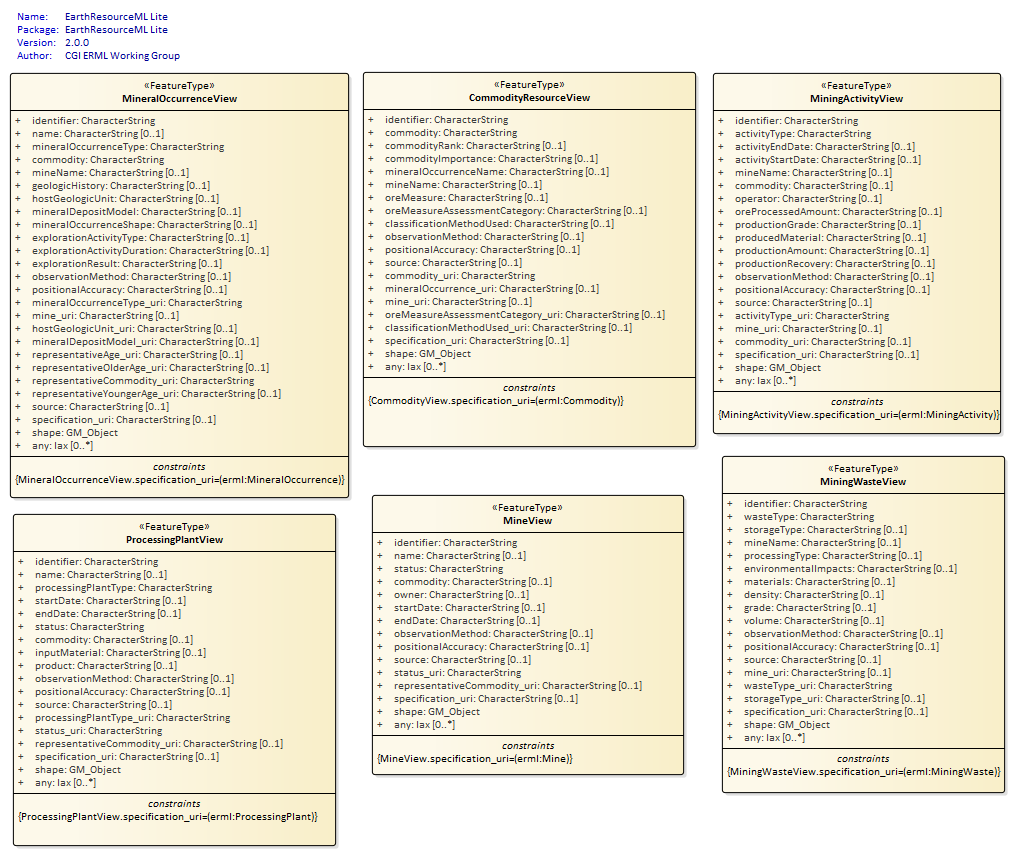 Name: EarthResourceML Lite
Package: EarthResourceML Lite
Version: 2.0.0
Author: CGI ERML Working Group
«FeatureType»
MineralOccurrenceView
+ identifier: CharacterString
+ name: CharacterString [0..1]
+ mineralOccurrenceType: CharacterString
+ commodity: CharacterString
+ mineName: CharacterString [0..1]
+ geologicHistory: CharacterString [0..1]
+ hostGeologicUnit: CharacterString [0..1]
+ mineralDepositModel: CharacterString [0..1]
+ mineralOccurrenceShape: CharacterString [0..1]
+ explorationActivityType: CharacterString [0..1]
+ explorationActivityDuration: CharacterString [0..1]
+ explorationResult: CharacterString [0..1]
+ observationMethod: CharacterString [0..1]
+ positionalAccuracy: CharacterString [0..1]
+ mineralOccurrenceType_uri: CharacterString
+ mine_uri: CharacterString [0..1]
+ hostGeologicUnit_uri: CharacterString [0..1]
+ mineralDepositModel_uri: CharacterString [0..1]
+ representativeAge_uri: CharacterString [0..1]
+ representativeOlderAge_uri: CharacterString [0..1]
+ representativeCommodity_uri: CharacterString
+ representativeYoungerAge_uri: CharacterString [0..1]
+ source: CharacterString [0..1]
+ specification_uri: CharacterString [0..1]
+ shape: GM_Object
+ any: lax [0..*]
constraints
{MineralOccurrenceView.specification_uri=(erml:MineralOccurrence)}
«FeatureType»
CommodityResourceView
+ identifier: CharacterString
+ commodity: CharacterString
+ commodityRank: CharacterString [0..1]
+ commodityImportance: CharacterString [0..1]
+ mineralOccurrenceName: CharacterString [0..1]
+ mineName: CharacterString [0..1]
+ oreMeasure: CharacterString [0..1]
+ oreMeasureAssessmentCategory: CharacterString [0..1]
+ classificationMethodUsed: CharacterString [0..1]
+ observationMethod: CharacterString [0..1]
+ positionalAccuracy: CharacterString [0..1]
+ source: CharacterString [0..1]
+ commodity_uri: CharacterString
+ mineralOccurrence_uri: CharacterString [0..1]
+ mine_uri: CharacterString [0..1]
+ oreMeasureAssessmentCategory_uri: CharacterString [0..1]
+ classificationMethodUsed_uri: CharacterString [0..1]
+ specification_uri: CharacterString [0..1]
+ shape: GM_Object
+ any: lax [0..*]
constraints
{CommodityView.specification_uri=(erml:Commodity)}
«FeatureType»
MiningActivityView
+ identifier: CharacterString
+ activityType: CharacterString
+ activityEndDate: CharacterString [0..1]
+ activityStartDate: CharacterString [0..1]
+ mineName: CharacterString [0..1]
+ commodity: CharacterString [0..1]
+ operator: CharacterString [0..1]
+ oreProcessedAmount: CharacterString [0..1]
+ productionGrade: CharacterString [0..1]
+ producedMaterial: CharacterString [0..1]
+ productionAmount: CharacterString [0..1]
+ productionRecovery: CharacterString [0..1]
+ observationMethod: CharacterString [0..1]
+ positionalAccuracy: CharacterString [0..1]
+ source: CharacterString [0..1]
+ activityType_uri: CharacterString
+ mine_uri: CharacterString [0..1]
+ commodity_uri: CharacterString [0..1]
+ specification_uri: CharacterString [0..1]
+ shape: GM_Object
+ any: lax [0..*]
constraints
{MiningActivityView.specification_uri=(erml:MiningActivity)}
«FeatureType»
ProcessingPlantView
+ identifier: CharacterString
+ name: CharacterString [0..1]
+ processingPlantType: CharacterString
+ startDate: CharacterString [0..1]
+ endDate: CharacterString [0..1]
+ status: CharacterString
+ commodity: CharacterString [0..1]
+ inputMaterial: CharacterString [0..1]
+ product: CharacterString [0..1]
+ observationMethod: CharacterString [0..1]
+ positionalAccuracy: CharacterString [0..1]
+ source: CharacterString [0..1]
+ processingPlantType_uri: CharacterString
+ status_uri: CharacterString
+ representativeCommodity_uri: CharacterString [0..1]
+ specification_uri: CharacterString [0..1]
+ shape: GM_Object
+ any: lax [0..*]
constraints
{ProcessingPlantView.specification_uri=(erml:ProcessingPlant)}
«FeatureType»
MineView
+ identifier: CharacterString
+ name: CharacterString [0..1]
+ status: CharacterString
+ commodity: CharacterString [0..1]
+ owner: CharacterString [0..1]
+ startDate: CharacterString [0..1]
+ endDate: CharacterString [0..1]
+ observationMethod: CharacterString [0..1]
+ positionalAccuracy: CharacterString [0..1]
+ source: CharacterString [0..1]
+ status_uri: CharacterString
+ representativeCommodity_uri: CharacterString [0..1]
+ specification_uri: CharacterString [0..1]
+ shape: GM_Object
+ any: lax [0..*]
constraints
{MineView.specification_uri=(erml:Mine)}
«FeatureType»
MiningWasteView
+ identifier: CharacterString
+ wasteType: CharacterString
+ storageType: CharacterString [0..1]
+ mineName: CharacterString [0..1]
+ processingType: CharacterString [0..1]
+ environmentalImpacts: CharacterString [0..1]
+ materials: CharacterString [0..1]
+ density: CharacterString [0..1]
+ grade: CharacterString [0..1]
+ volume: CharacterString [0..1]
+ observationMethod: CharacterString [0..1]
+ positionalAccuracy: CharacterString [0..1]
+ source: CharacterString [0..1]
+ mine_uri: CharacterString [0..1]
+ wasteType_uri: CharacterString
+ storageType_uri: CharacterString [0..1]
+ specification_uri: CharacterString [0..1]
+ shape: GM_Object
+ any: lax [0..*]
constraints
{MiningWasteView.specification_uri=(erml:MiningWaste)}